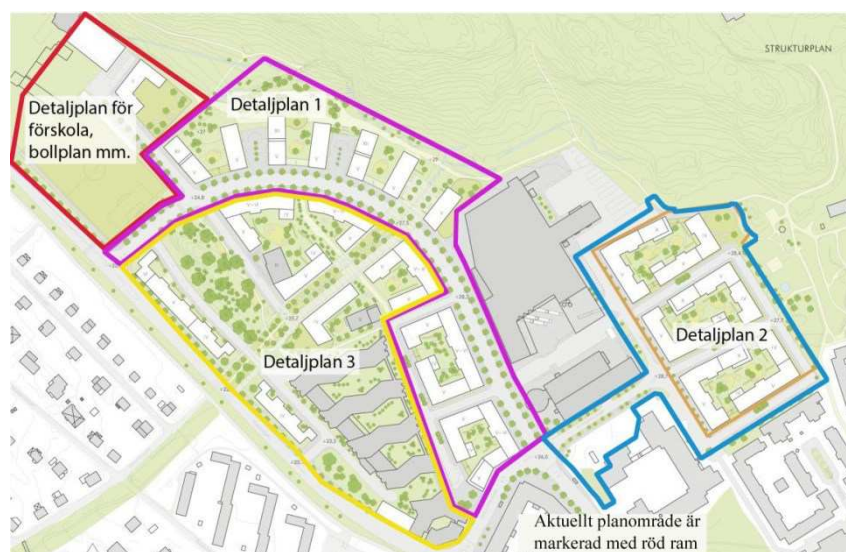 STRUKTURPLAN
Detaljplan för
förskola,
bollplan mm.
Detaljplan 1
Detaljplan 2
Detaljplan 3
Aktuellt planområde är
markerad med röd ram